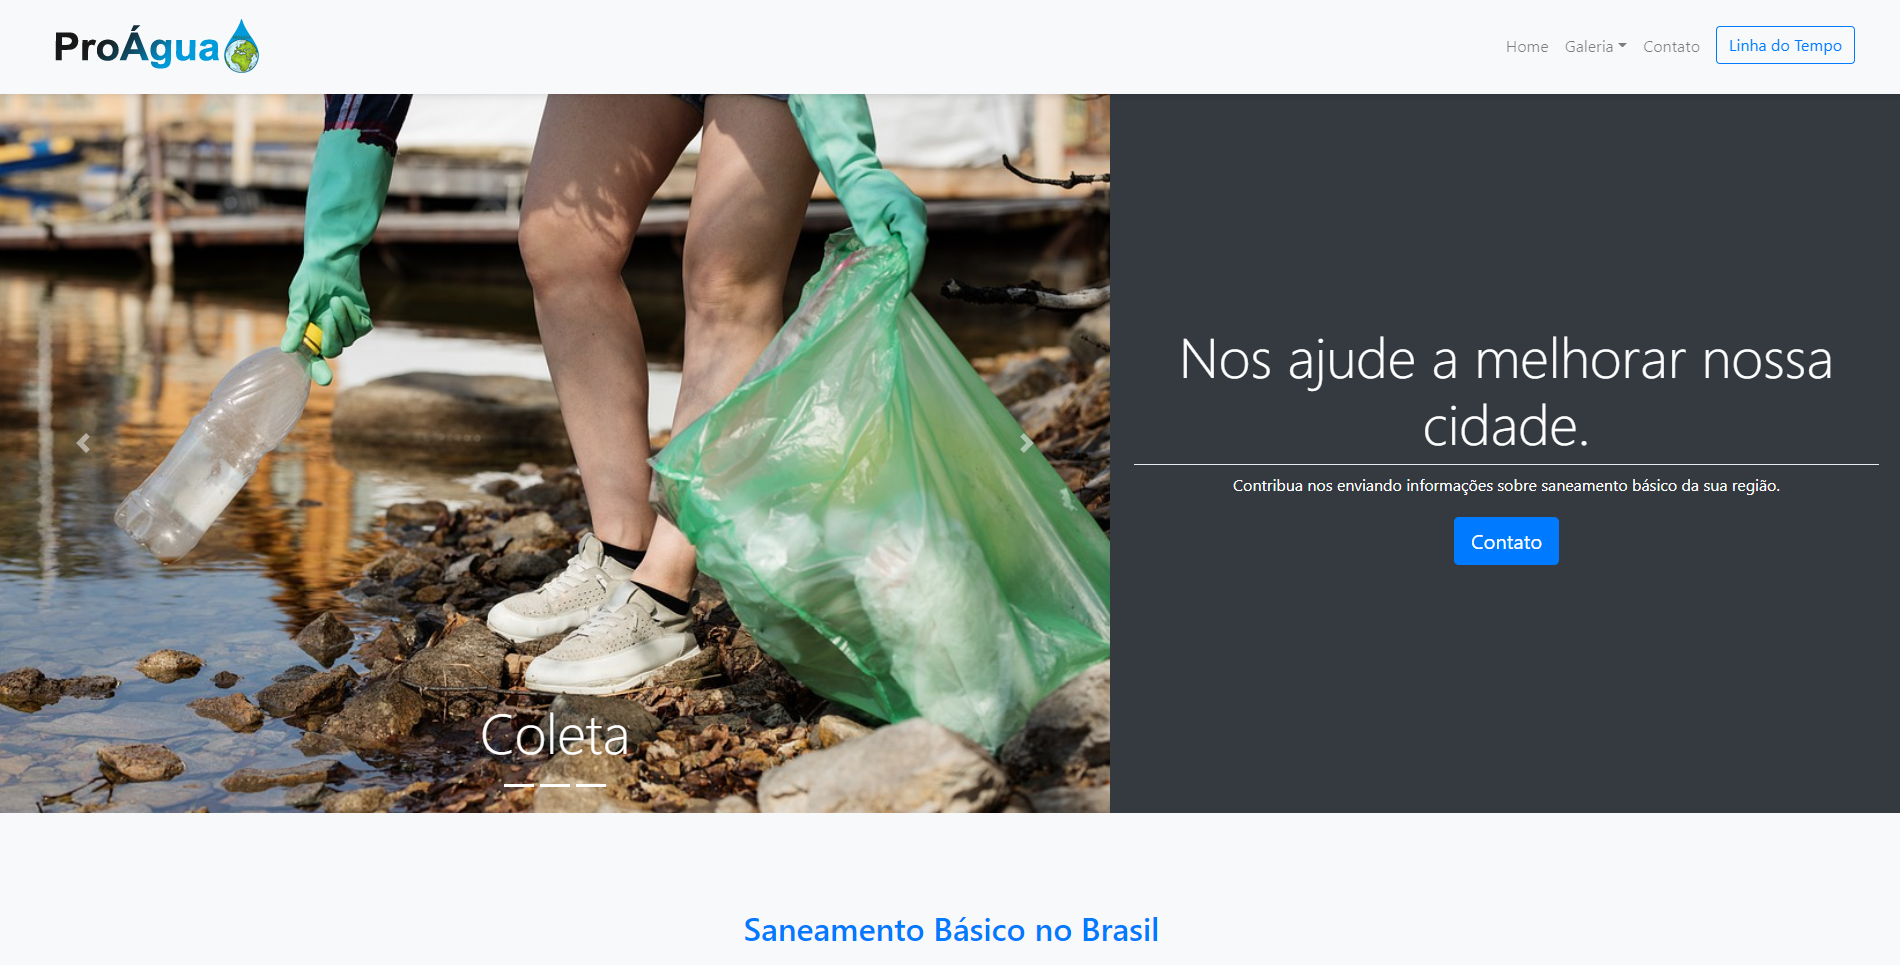 ProÁgua
Home
Galeria
Contato
Linha do Tempo
Nos ajude a melhorar nossa
cidade.
Contribua nos enviando informações sobre saneamento básico da sua região.
Contato
Coleta
Saneamento Básico no Brasil